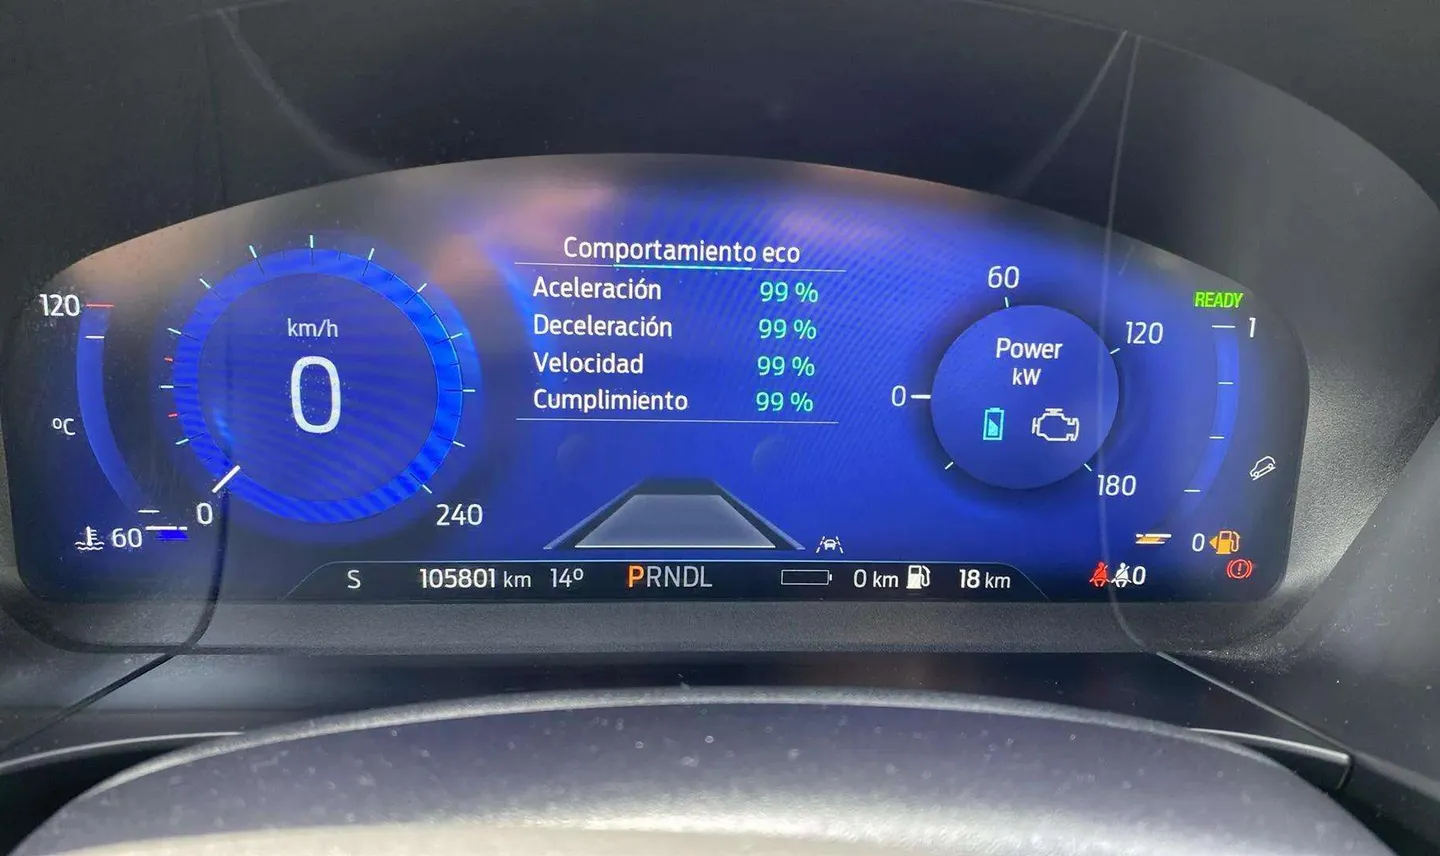 Comportamiento eco
Aceleración 99 %
Deceleración 99 %
Velocidad 99 %
Cumplimiento 99 %
120
ºC
60
km/h
0
0
240
60
120
0
180
Power
kW
READY
1
0
S 105801 km 14º PRNDL 0 km 18 km
0